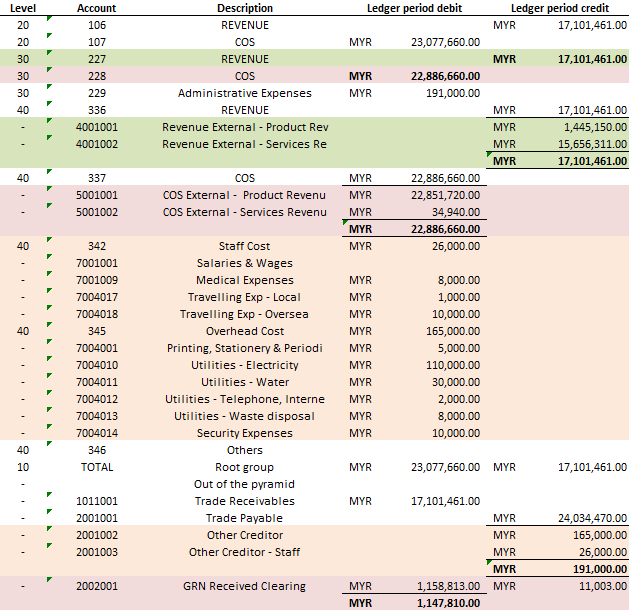 Level Account Description Ledger period debit Ledger period credit
20 106 REVENUE MYR 17,101,461.00
20 107 COS MYR 23,077,660.00
30 227 REVENUE MYR 17,101,461.00
30 228 COS MYR 22,886,660.00
30 229 Administrative Expenses MYR 191,000.00
40 336 REVENUE MYR 17,101,461.00
- 4001001 Revenue External - Product Rev MYR 1,445,150.00
- 4001002 Revenue External - Services Re MYR 15,656,311.00
MYR 17,101,461.00
40 337 COS MYR 22,886,660.00
- 5001001 COS External - Product Revenu MYR 22,851,720.00
- 5001002 COS External - Services Revenu MYR 34,940.00
MYR 22,886,660.00
40 342 Staff Cost MYR 26,000.00
- 7001001 Salaries & Wages
- 7001009 Medical Expenses MYR 8,000.00
- 7004017 Travelling Exp - Local MYR 1,000.00
- 7004018 Travelling Exp - Oversea MYR 10,000.00
40 345 Overhead Cost MYR 165,000.00
- 7004001 Printing, Stationery & Periodi MYR 5,000.00
- 7004010 Utilities - Electricity MYR 110,000.00
- 7004011 Utilities - Water MYR 30,000.00
- 7004012 Utilities - Telephone, Interne MYR 2,000.00
- 7004013 Utilities - Waste disposal MYR 8,000.00
- 7004014 Security Expenses MYR 10,000.00
40 346 Others
10 TOTAL Root group MYR 23,077,660.00 MYR 17,101,461.00
- Out of the pyramid
- 1011001 Trade Receivables MYR 17,101,461.00
- 2001001 Trade Payable MYR 24,034,470.00
- 2001002 Other Creditor MYR 165,000.00
- 2001003 Other Creditor - Staff MYR 26,000.00
MYR 191,000.00
- 2002001 GRN Received Clearing MYR 1,158,813.00 MYR 11,003.00
MYR 1,147,810.00